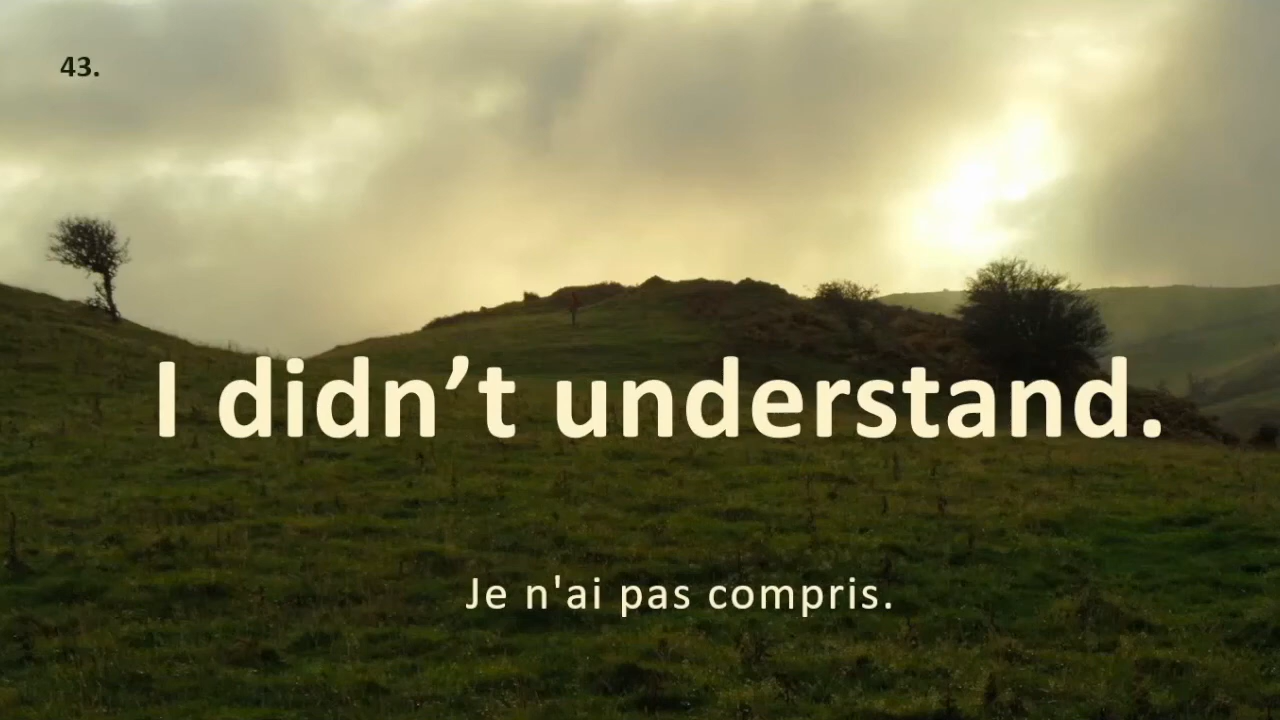 43.
I didn’t understand.
Je n'ai pas compris.